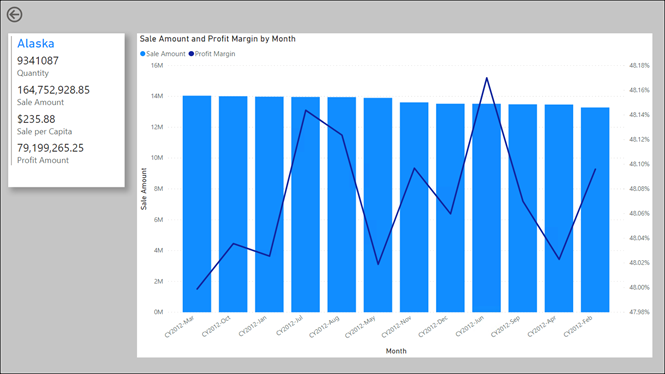 Alaska
9341087
Quantity
164,752,928.85
Sale Amount
$235.88
Sale per Capita
79,199,265.25
Profit Amount
Sale Amount and Profit Margin by Month
Sale Amount Profit Margin
16M
14M
12M
10M
8M
6M
4M
2M
0M
Sale Amount
48.18%
48.16%
48.14%
48.12%
48.10%
48.08%
48.06%
48.04%
48.02%
48.00%
47.98%
CY2012-Mar
CY2012-Oct
CY2012-Jan
CY2012-Jul
CY2012-Aug
CY2012-May
CY2012-Nov
CY2012-Dec
CY2012-Jun
CY2012-Sep
CY2012-Apr
CY2012-Feb
Month